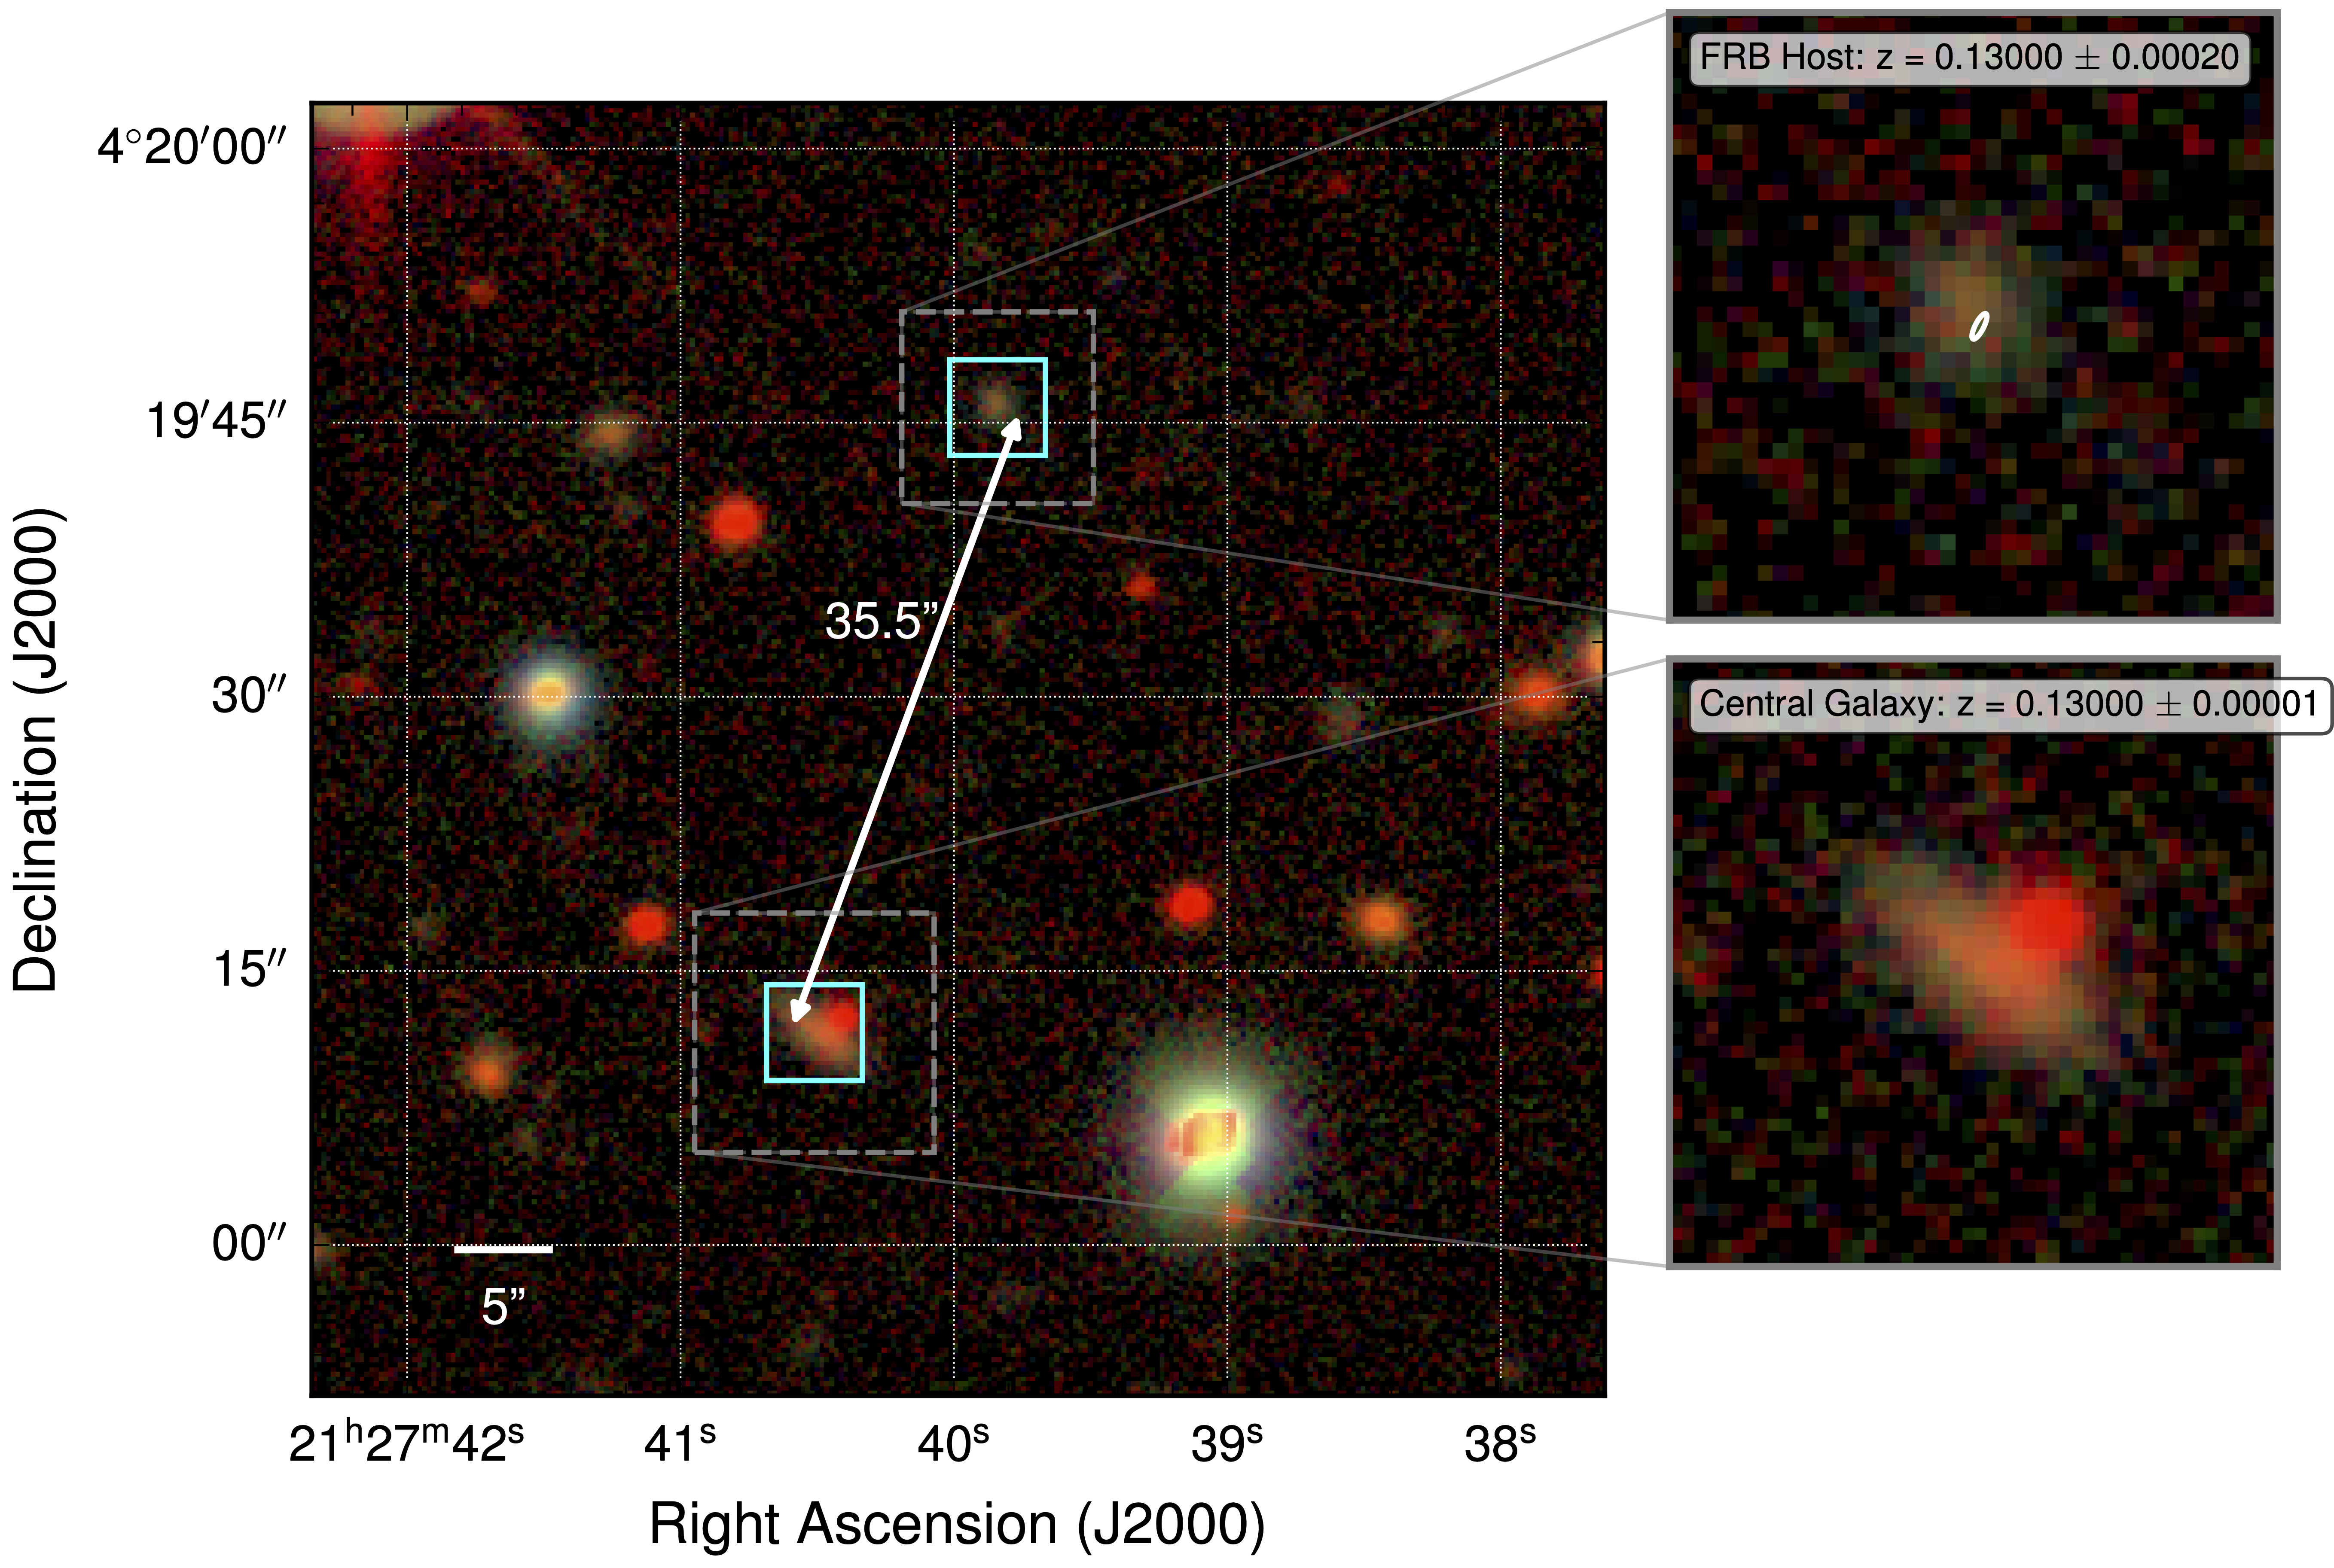 FRB Host: z = 0.13000 ± 0.00020
4°20′00″
19′45″
35.5”
30″
Central Galaxy: z = 0.13000 ± 0.00001
15″
00″
5”
21ʰ27ᵐ42ˢ 41ˢ 40ˢ 39ˢ 38ˢ
Right Ascension (J2000)
Declination (J2000)